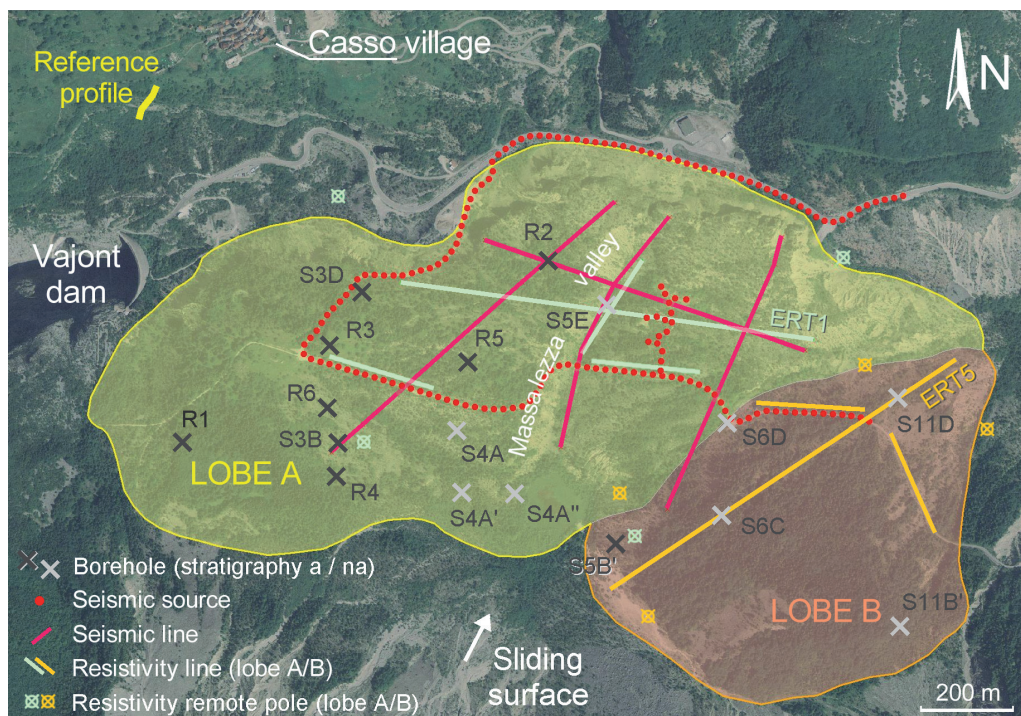 Casso village
Reference
profile
N
Vajont
dam
R2
valley
S3D
S5E
ERT1
R3
R5
Massalezza
ERT5
R6
R1
S3B
S4A
S6D
S11D
LOBE A
R4
S4A'
S4A"
S6C
S5B'
S11B'
LOBE B
Borehole (stratigraphy a / na)
Seismic source
Seismic line
Resistivity line (lobe A/B)
Resistivity remote pole (lobe A/B)
Sliding
surface
200 m